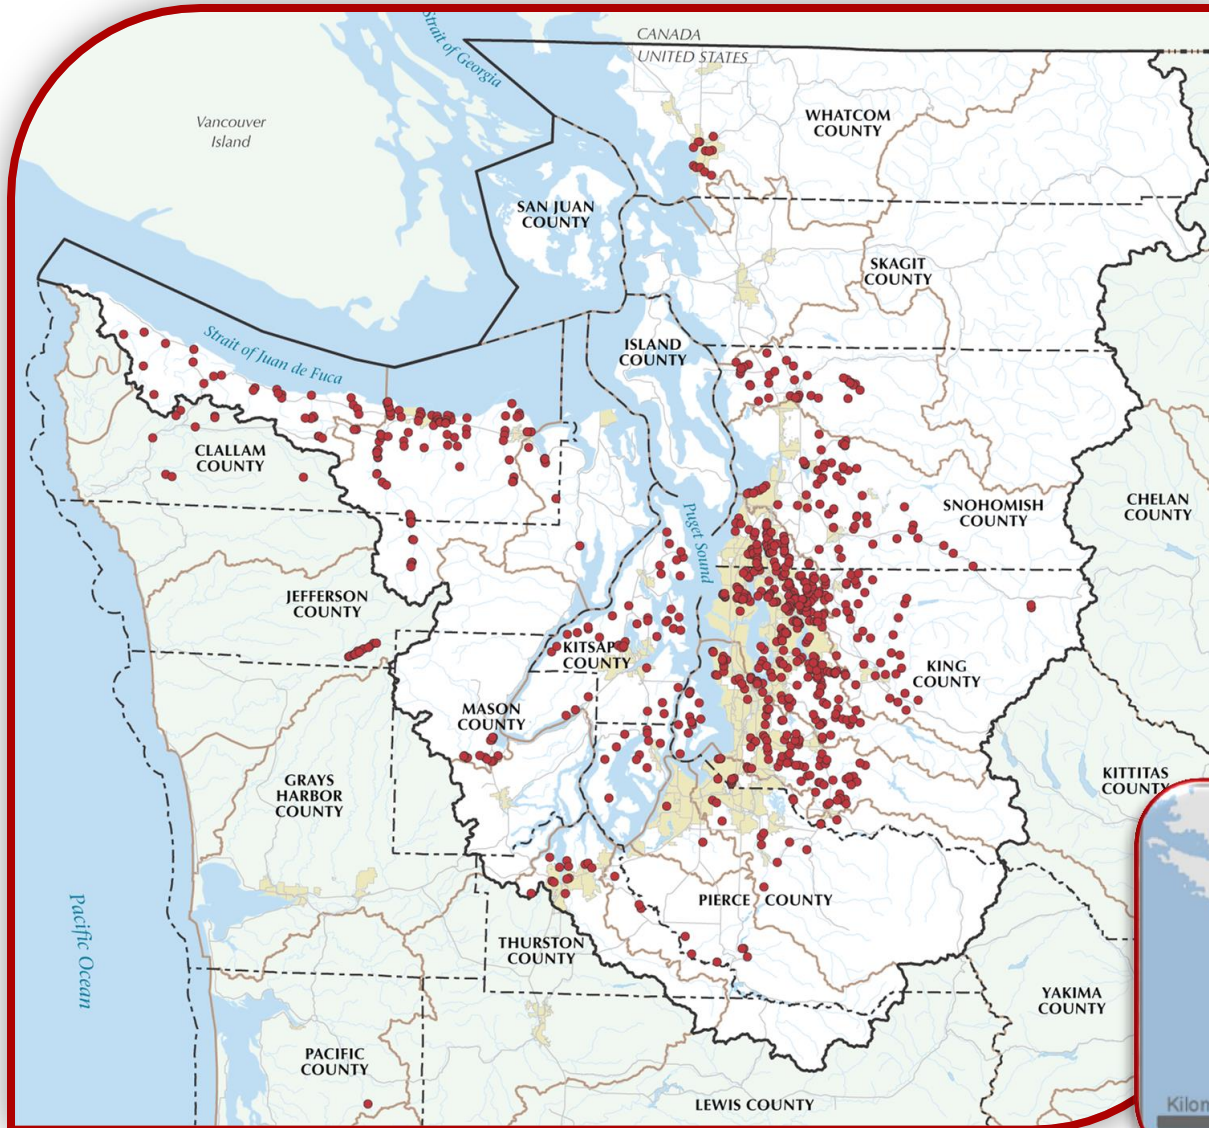 Strait of Georgia
CANADA
UNITED STATES
Vancouver
Island
WHATCOM
COUNTY
SAN JUAN
COUNTY
SKAGIT
COUNTY
Strait of Juan de Fuca
ISLAND
COUNTY
CLALLAM
COUNTY
SNOHOMISH
COUNTY
CHELAN
COUNTY
Puget Sound
JEFFERSON
COUNTY
KITSAP
COUNTY
KING
COUNTY
MASON
COUNTY
GRAYS
HARBOR
COUNTY
KITTITAS
COUNTY
PIERCE COUNTY
Pacific Ocean
THURSTON
COUNTY
YAKIMA
COUNTY
PACIFIC
COUNTY
LEWIS COUNTY
Kilom